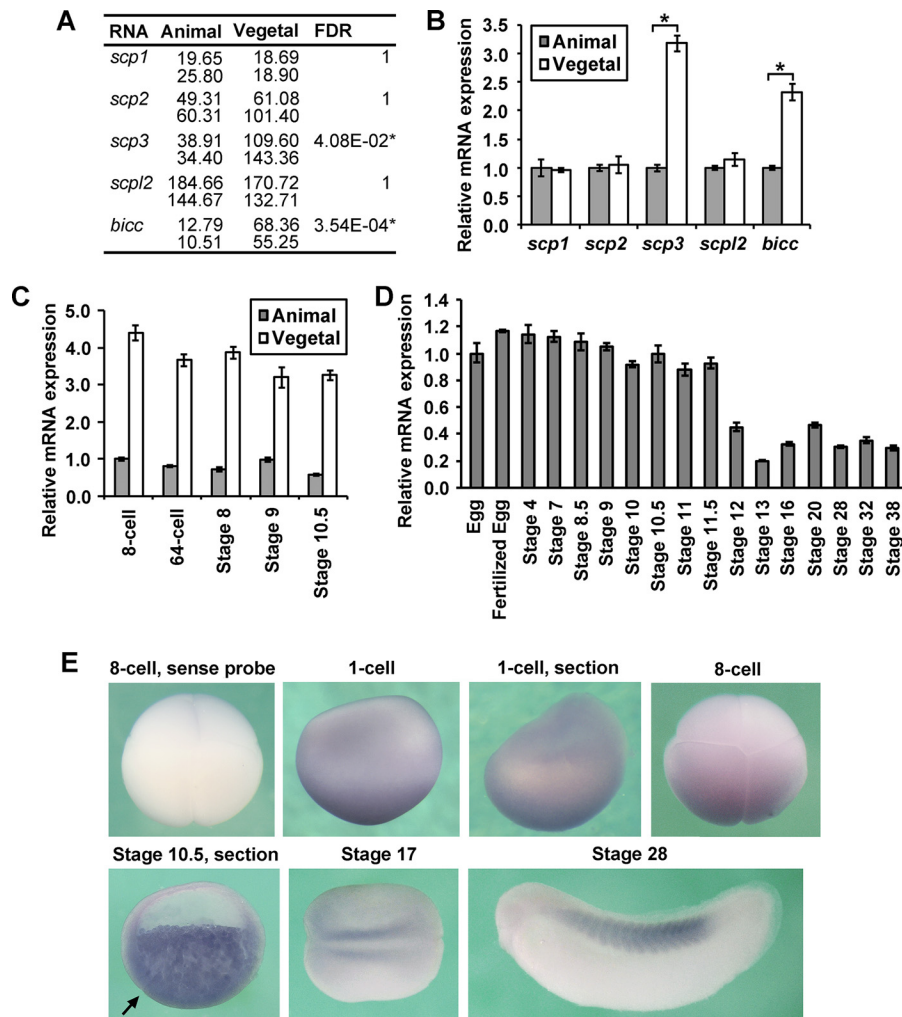 A
RNA Animal Vegetal FDR
scp1 19.65 18.69 1
25.80 18.90
scp2 49.31 61.08 1
60.31 101.40
scp3 38.91 109.60 4.08E-02*
34.40 143.36
scpl2 184.66 170.72 1
144.67 132.71
bicc 12.79 68.36 3.54E-04*
10.51 55.25
B
Relative mRNA expression
3.5
3.0
2.5
2.0
1.5
1.0
0.5
0.0
Animal
Vegetal
*
*
scp1 scp2 scp3 scpl2 bicc
C
Relative mRNA expression
5.0
4.0
3.0
2.0
1.0
0.0
Animal
Vegetal
8-cell
64-cell
Stage 8
Stage 9
Stage 10.5
D
Relative mRNA expression
1.4
1.2
1.0
0.8
0.6
0.4
0.2
0.0
Egg
Fertilized Egg
Stage 4
Stage 7
Stage 8.5
Stage 9
Stage 10
Stage 10.5
Stage 11
Stage 11.5
Stage 12
Stage 13
Stage 16
Stage 20
Stage 28
Stage 32
Stage 38
E
8-cell, sense probe
1-cell
1-cell, section
8-cell
Stage 10.5, section
Stage 17
Stage 28